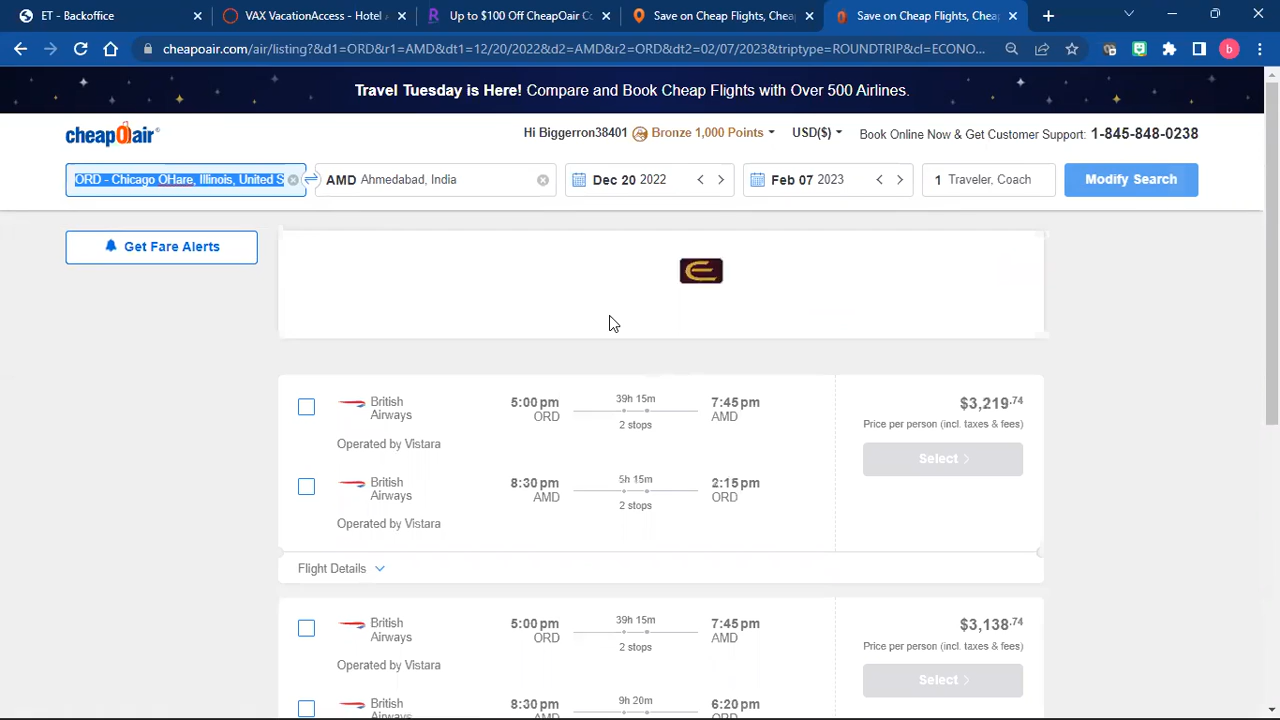 ET - Backoffice
VAX VacationAccess - Hotel A
Up to $100 Off CheapOair Co
Save on Cheap Flights, Cheap
Save on Cheap Flights, Cheap
cheapoair.com/air/listing?&d1=ORD&r1=AMD&dt1=12/20/2022&d2=AMD&r2=ORD&dt2=02/07/2023&triptype=ROUNDTRIP&cl=ECONO...
b
Travel Tuesday is Here! Compare and Book Cheap Flights with Over 500 Airlines.
cheapOair®
Hi Biggerron38401 Bronze 1,000 Points USD($) Book Online Now & Get Customer Support: 1-845-848-0238
ORD - Chicago OHare, Illinois, United S
AMD Ahmedabad, India
Dec 20 2022
Feb 07 2023
1 Traveler, Coach
Modify Search
Get Fare Alerts
British Airways
5:00 pm
ORD
39h 15m
2 stops
7:45 pm
AMD
Operated by Vistara
British Airways
8:30 pm
AMD
5h 15m
2 stops
2:15 pm
ORD
Operated by Vistara
$3,219.74
Price per person (incl. taxes & fees)
Select
Flight Details
British Airways
5:00 pm
ORD
39h 15m
2 stops
7:45 pm
AMD
Operated by Vistara
$3,138.74
Price per person (incl. taxes & fees)
Select
British Airways
8:30 pm
AMD
9h 20m
6:20 pm
ORD